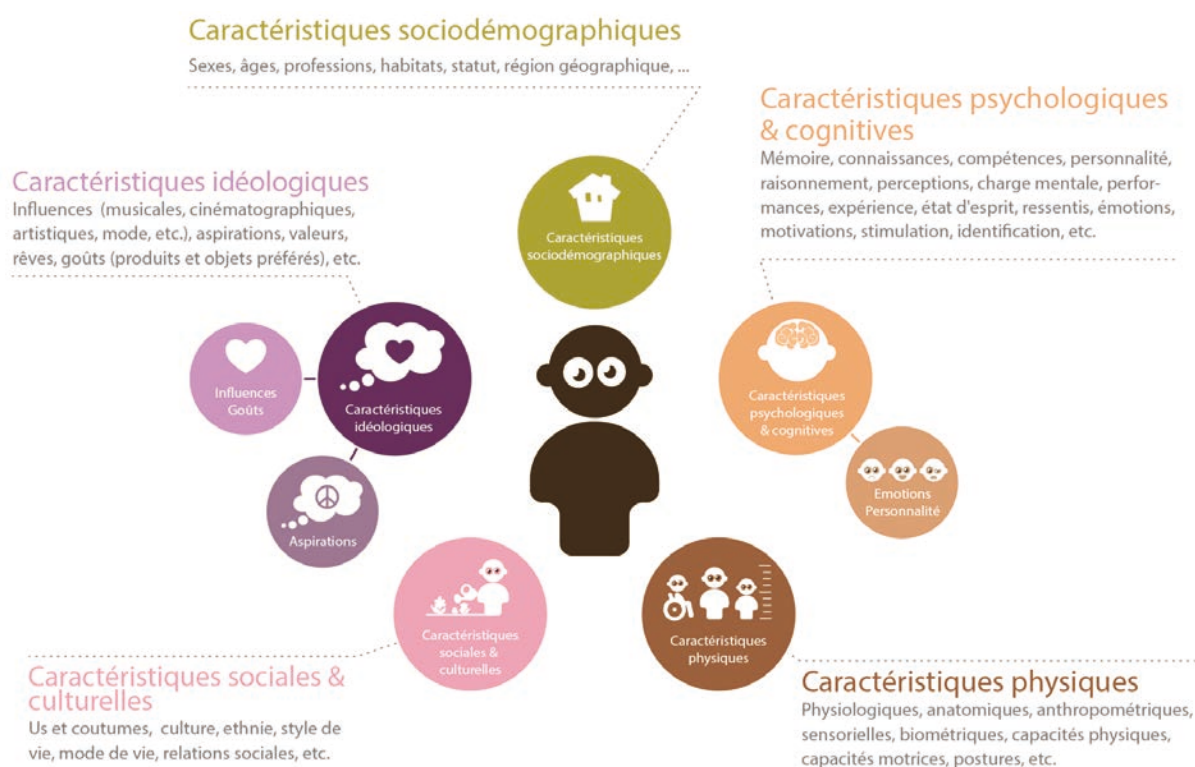 Caractéristiques sociodémographiques
Sexes, âges, professions, habitats, statut, région géographique, ...
Caractéristiques psychologiques
& cognitives
Mémoire, connaissances, compétences, personnalité,
raisonnement, perceptions, charge mentale, perfor-
mances, expérience, état d'esprit, ressentis, émotions,
motivations, stimulation, identification, etc.
Caractéristiques idéologiques
Influences (musicales, cinématographiques,
artistiques, mode, etc.), aspirations, valeurs,
rêves, goûts (produits et objets préférés), etc.
Caractéristiques
sociodémographiques
Influences
Goûts
Caractéristiques
idéologiques
Caractéristiques
psychologiques
& cognitives
Aspirations
Emotions
Personnalité
Caractéristiques
sociales &
culturelles
Caractéristiques
physiques
Caractéristiques sociales &
culturelles
Us et coutumes, culture, ethnie, style de
vie, mode de vie, relations sociales, etc.
Caractéristiques physiques
Physiologiques, anatomiques, anthropométriques,
sensorielles, biométriques, capacités physiques,
capacités motrices, postures, etc.